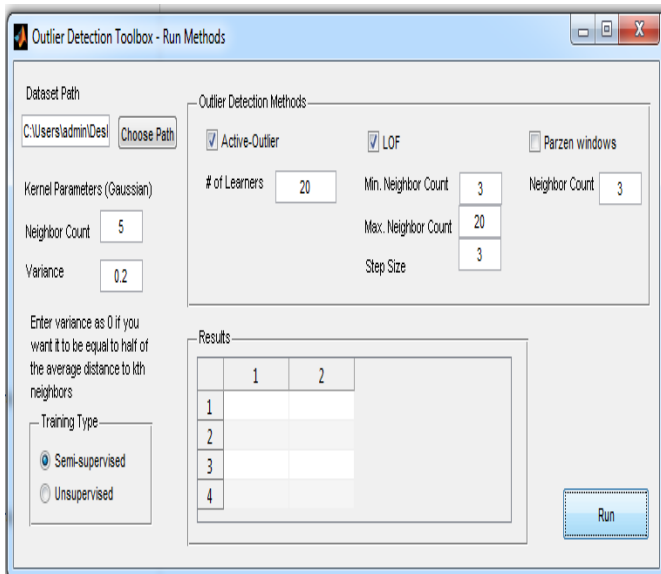 Outlier Detection Toolbox - Run Methods
X
Dataset Path
C:\Users\admin\Desl
Choose Path
Kernel Parameters (Gaussian)
Neighbor Count 5
Variance 0.2
Enter variance as 0 if you
want it to be equal to half of
the average distance to kth
neighbors
Training Type
Semi-supervised
Unsupervised
Outlier Detection Methods
Active-Outlier
# of Learners 20
LOF
Min. Neighbor Count 3
Max. Neighbor Count 20
Step Size 3
Parzen windows
Neighbor Count 3
Results
1 2
1
2
3
4
Run